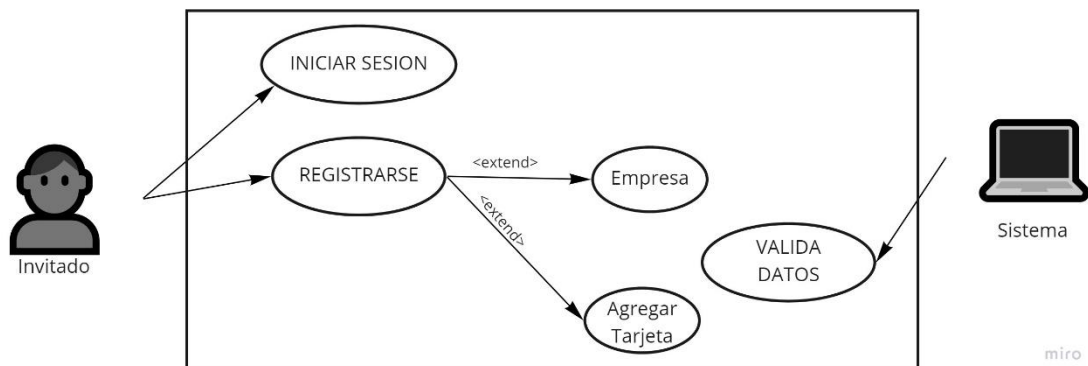 INICIAR SESION
REGISTRARSE
<extend>
Empresa
<extend>
VALIDA
DATOS
Agregar
Tarjeta
Invitado
Sistema
miro